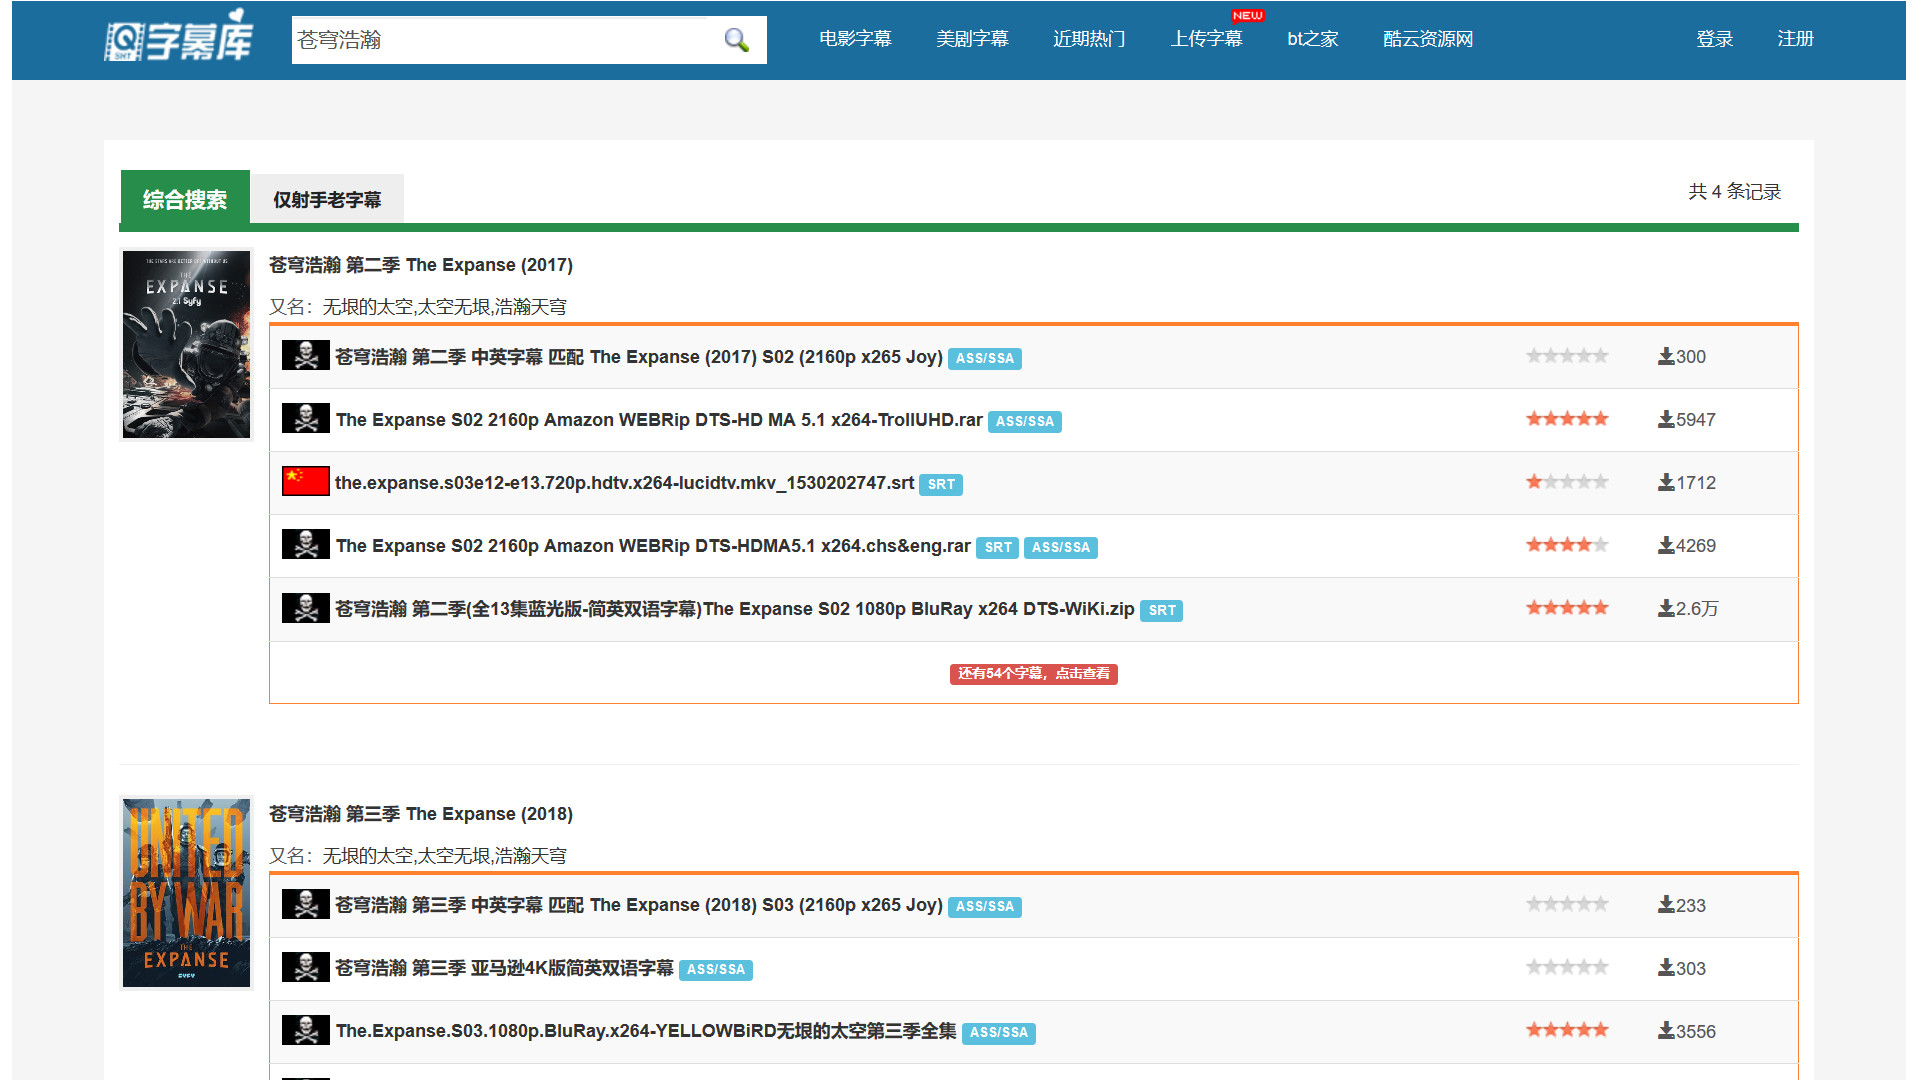 字幕库
苍穹浩瀚
电影字幕 美剧字幕 近期热门 上传字幕 NEW bt之家 酷云资源网 登录 注册
综合搜索 仅射手老字幕 共 4 条记录
THE
EXPANSE
Syfy
苍穹浩瀚 第二季 The Expanse (2017)
又名：无垠的太空,太空无垠,浩瀚天穹
苍穹浩瀚 第二季 中英字幕 匹配 The Expanse (2017) S02 (2160p x265 Joy) ASS/SSA 300
The Expanse S02 2160p Amazon WEBRip DTS-HD MA 5.1 x264-TrollUHD.rar ASS/SSA 5947
the.expanse.s03e12-e13.720p.hdtv.x264-lucidtv.mkv_1530202747.srt SRT 1712
The Expanse S02 2160p Amazon WEBRip DTS-HDMA5.1 x264.chs&eng.rar SRT ASS/SSA 4269
苍穹浩瀚 第二季(全13集蓝光版-简英双语字幕)The Expanse S02 1080p BluRay x264 DTS-WiKi.zip SRT 2.6万
还有54个字幕，点击查看
UNITED
BY WAR
THE
EXPANSE
SYFY
苍穹浩瀚 第三季 The Expanse (2018)
又名：无垠的太空,太空无垠,浩瀚天穹
苍穹浩瀚 第三季 中英字幕 匹配 The Expanse (2018) S03 (2160p x265 Joy) ASS/SSA 233
苍穹浩瀚 第三季 亚马逊4K版简英双语字幕 ASS/SSA 303
The.Expanse.S03.1080p.BluRay.x264-YELLOWBiRD无垠的太空第三季全集 ASS/SSA 3556